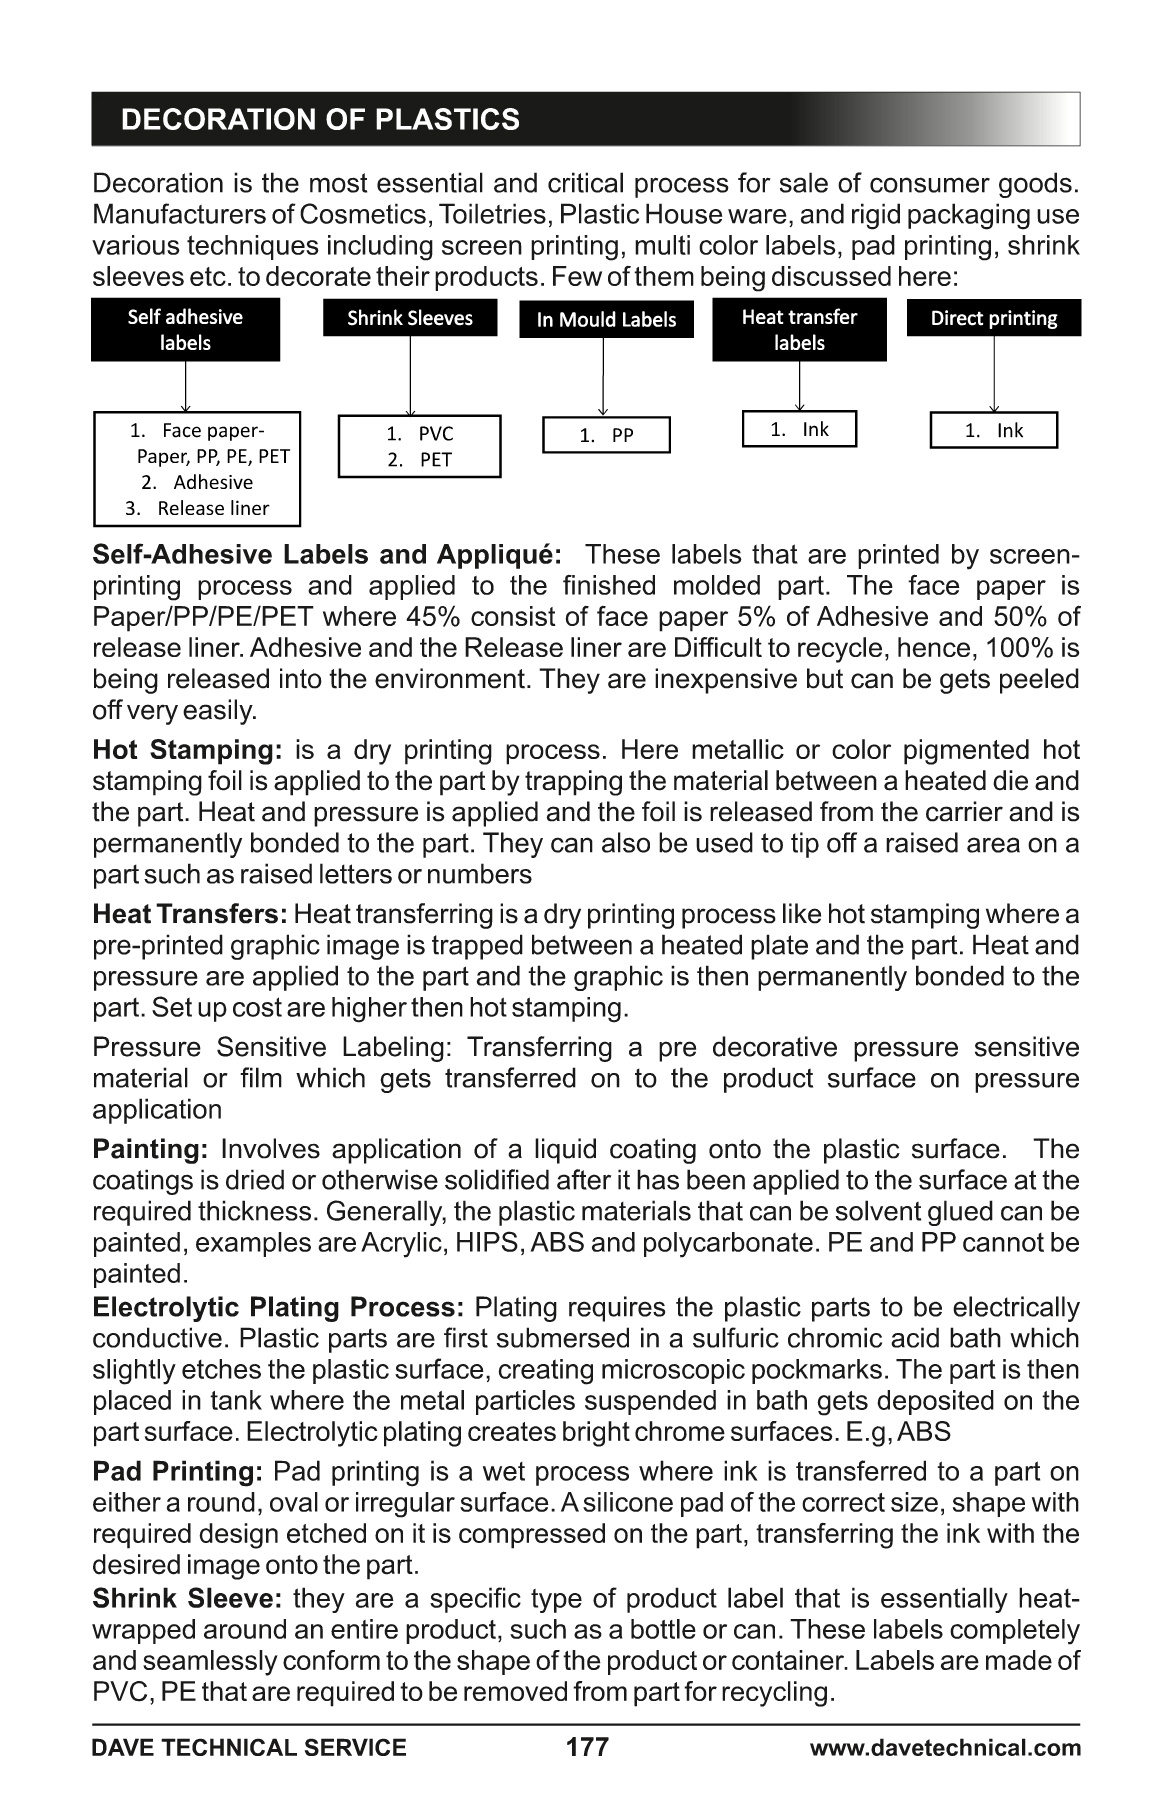 DECORATION OF PLASTICS
Decoration is the most essential and critical process for sale of consumer goods.
Manufacturers of Cosmetics, Toiletries, Plastic House ware, and rigid packaging use
various techniques including screen printing, multi color labels, pad printing, shrink
sleeves etc. to decorate their products. Few of them being discussed here:
Self adhesive
labels
Shrink Sleeves
In Mould Labels
Heat transfer
labels
Direct printing
1. Face paper-
Paper, PP, PE, PET
2. Adhesive
3. Release liner
1. PVC
2. PET
1. PP
1. Ink
1. Ink
Self-Adhesive Labels and Appliqué: These labels that are printed by screen-
printing process and applied to the finished molded part. The face paper is
Paper/PP/PE/PET where 45% consist of face paper 5% of Adhesive and 50% of
release liner. Adhesive and the Release liner are Difficult to recycle, hence, 100% is
being released into the environment. They are inexpensive but can be gets peeled
off very easily.
Hot Stamping: is a dry printing process. Here metallic or color pigmented hot
stamping foil is applied to the part by trapping the material between a heated die and
the part. Heat and pressure is applied and the foil is released from the carrier and is
permanently bonded to the part. They can also be used to tip off a raised area on a
part such as raised letters or numbers
Heat Transfers: Heat transferring is a dry printing process like hot stamping where a
pre-printed graphic image is trapped between a heated plate and the part. Heat and
pressure are applied to the part and the graphic is then permanently bonded to the
part. Set up cost are higher then hot stamping.
Pressure Sensitive Labeling: Transferring a pre decorative pressure sensitive
material or film which gets transferred on to the product surface on pressure
application
Painting: Involves application of a liquid coating onto the plastic surface. The
coatings is dried or otherwise solidified after it has been applied to the surface at the
required thickness. Generally, the plastic materials that can be solvent glued can be
painted, examples are Acrylic, HIPS, ABS and polycarbonate. PE and PP cannot be
painted.
Electrolytic Plating Process: Plating requires the plastic parts to be electrically
conductive. Plastic parts are first submersed in a sulfuric chromic acid bath which
slightly etches the plastic surface, creating microscopic pockmarks. The part is then
placed in tank where the metal particles suspended in bath gets deposited on the
part surface. Electrolytic plating creates bright chrome surfaces. E.g, ABS
Pad Printing: Pad printing is a wet process where ink is transferred to a part on
either a round, oval or irregular surface. A silicone pad of the correct size, shape with
required design etched on it is compressed on the part, transferring the ink with the
desired image onto the part.
Shrink Sleeve: they are a specific type of product label that is essentially heat-
wrapped around an entire product, such as a bottle or can. These labels completely
and seamlessly conform to the shape of the product or container. Labels are made of
PVC, PE that are required to be removed from part for recycling.
DAVE TECHNICAL SERVICE 177 www.davetechnical.com